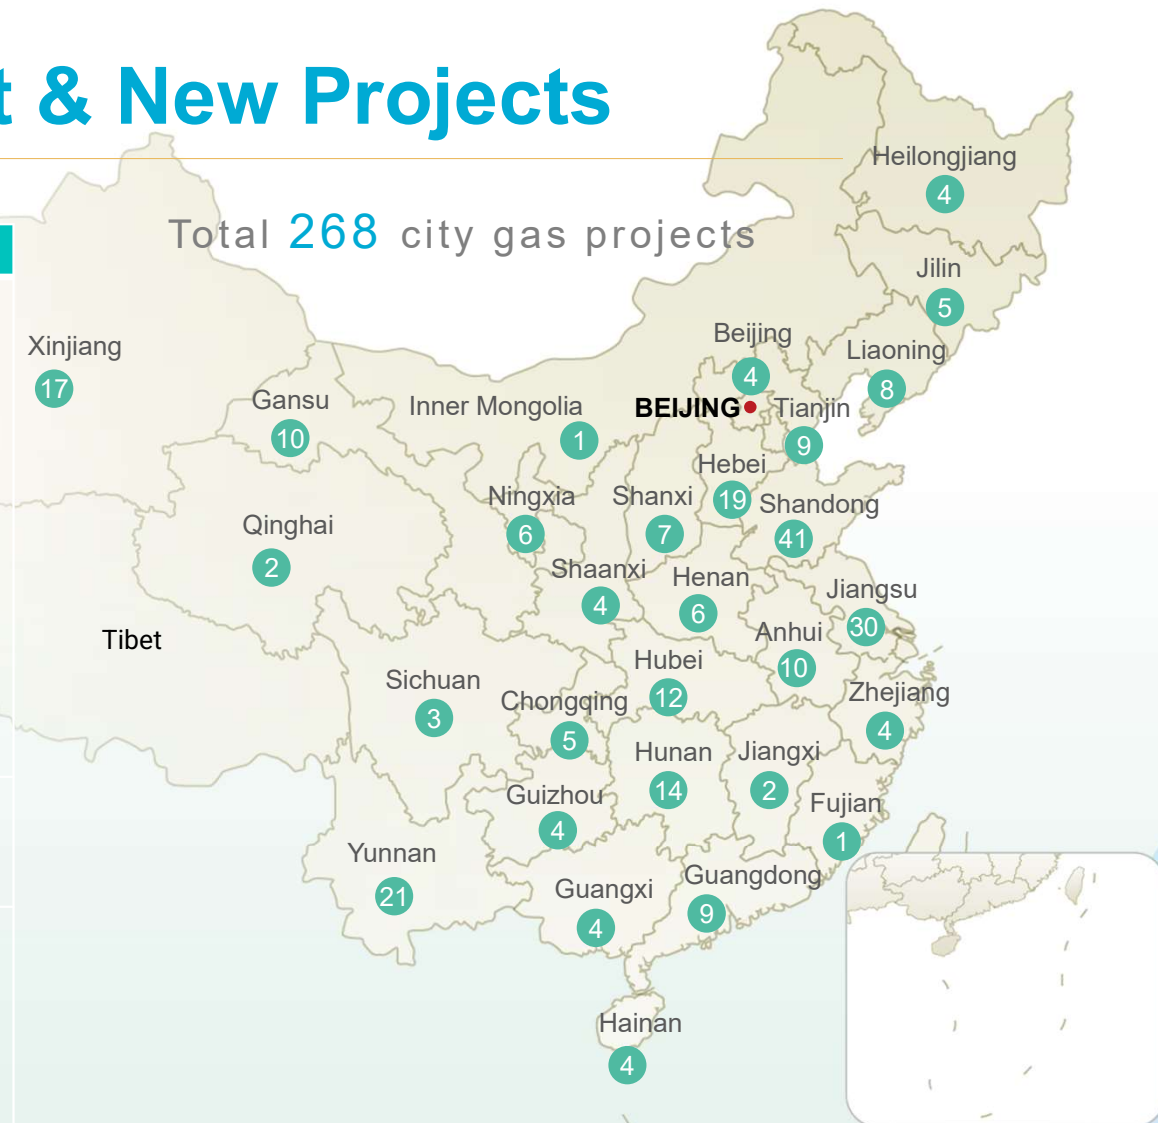 t & New Projects
Total 268 city gas projects
Heilongjiang
4
Jilin
5
Beijing
4
Liaoning
8
Xinjiang
17
Gansu
10
Inner Mongolia
1
BEIJING
Tianjin
9
Hebei
19
Ningxia
6
Shanxi
7
Shandong
41
Qinghai
2
Shaanxi
4
Henan
6
Jiangsu
30
Tibet
Anhui
10
Sichuan
3
Hubei
12
Chongqing
5
Zhejiang
4
Hunan
14
Jiangxi
2
Guizhou
4
Fujian
1
Yunnan
21
Guangxi
4
Guangdong
9
Hainan
4